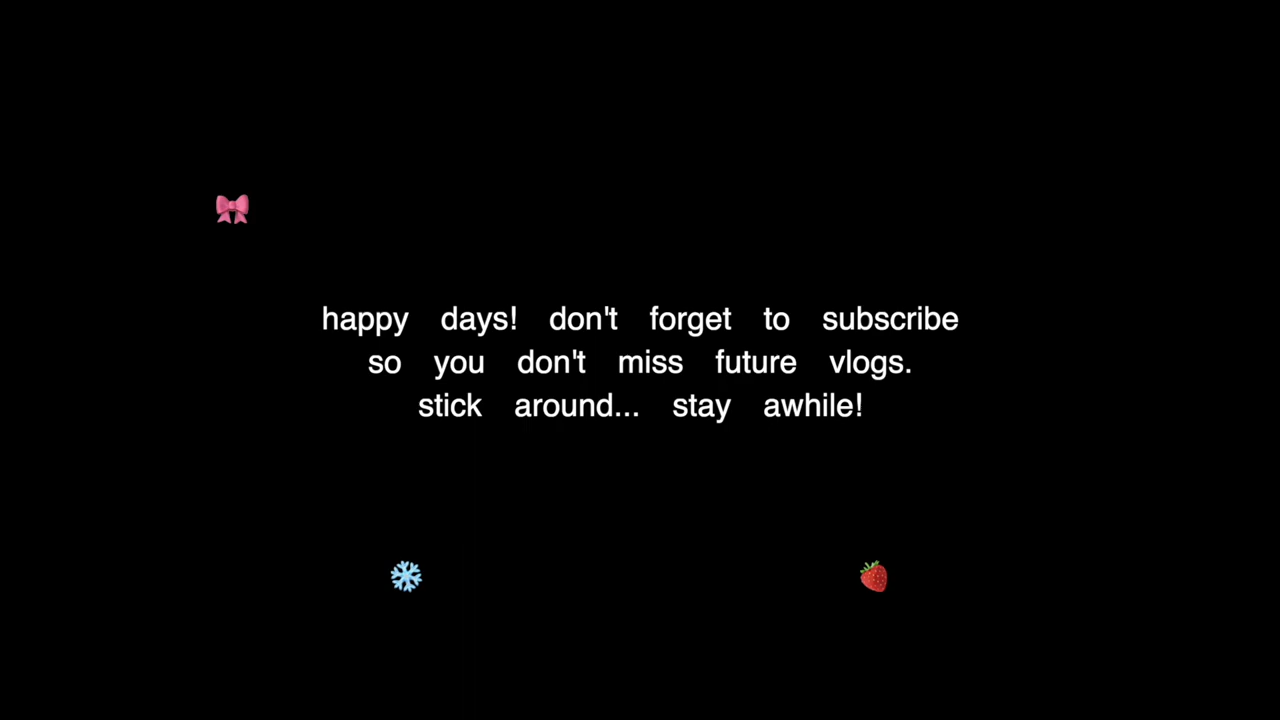 happy days! don't forget to subscribe
so you don't miss future vlogs.
stick around... stay awhile!